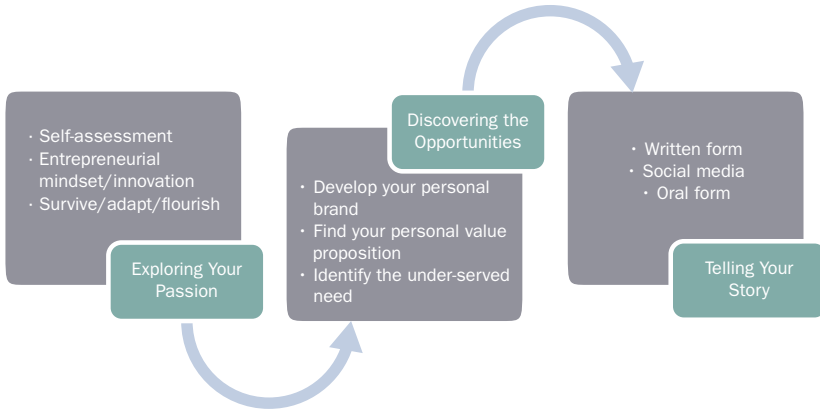 · Self-assessment
· Entrepreneurial
mindset/innovation
· Survive/adapt/flourish
Exploring Your
Passion
Discovering the
Opportunities
· Develop your personal
brand
· Find your personal value
proposition
· Identify the under-served
need
· Written form
· Social media
· Oral form
Telling Your
Story